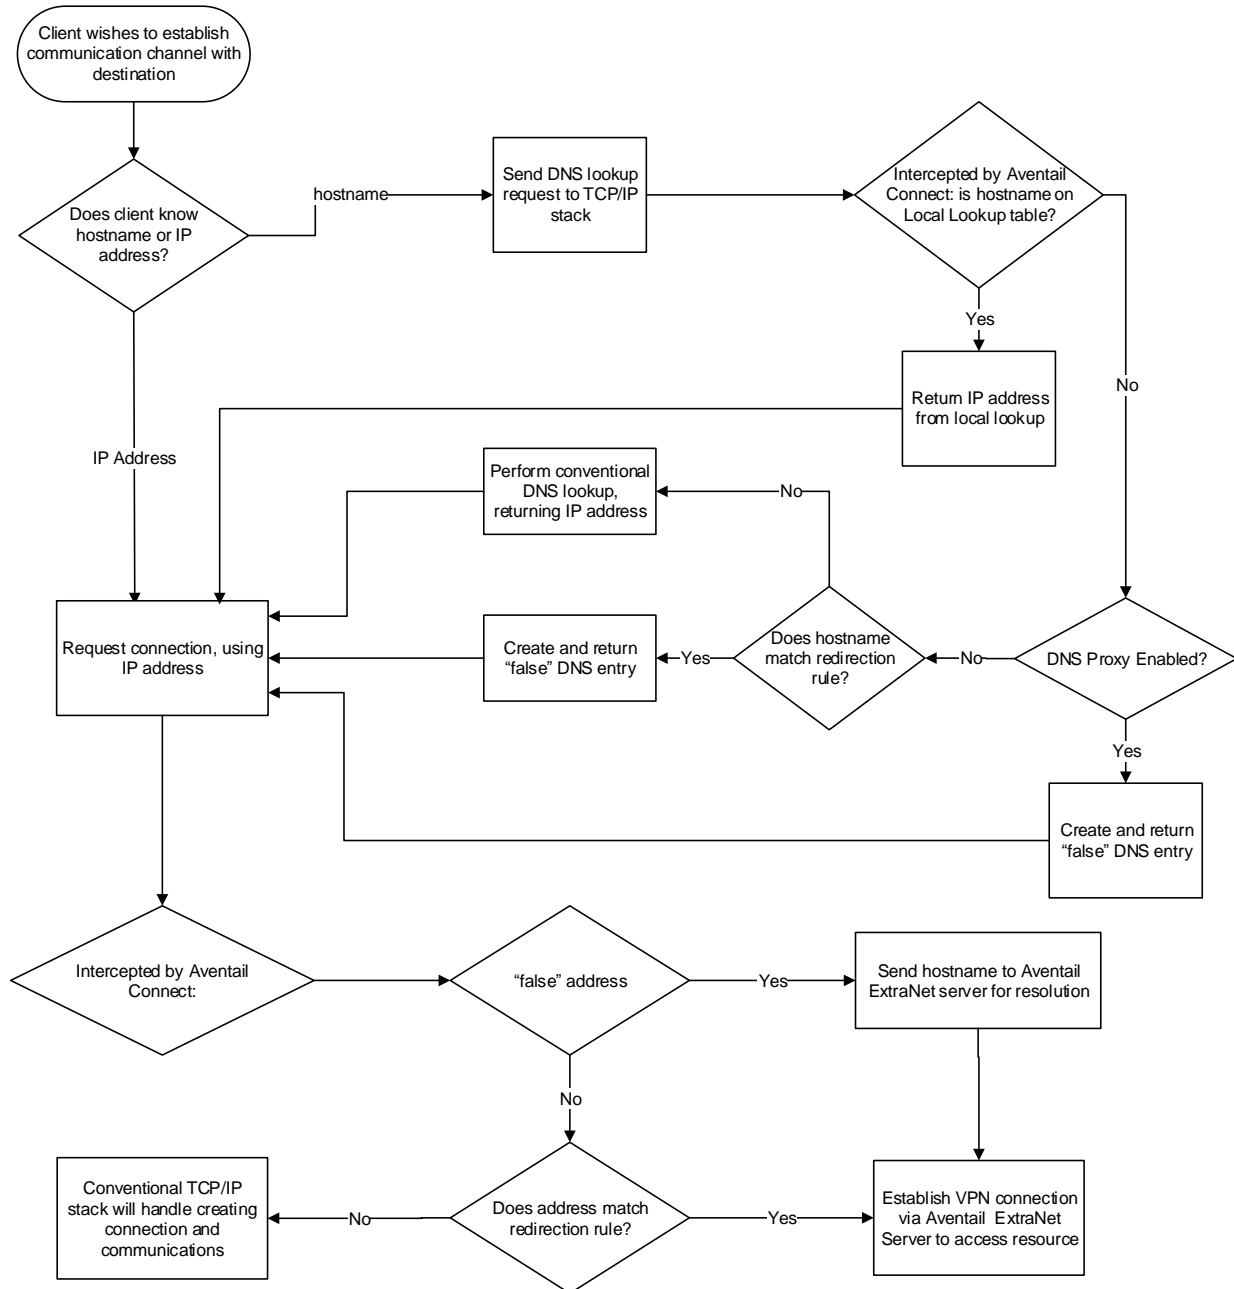 Client wishes to establish
communication channel with
destination
Does client know
hostname or IP
address?
hostname
Send DNS lookup
request to TCP/IP
stack
Intercepted by Aventail
Connect: is hostname on
Local Lookup table?
Yes
No
Return IP address
from local lookup
IP Address
Perform conventional
DNS lookup,
returning IP address
No
Request connection, using
IP address
Create and return
“false” DNS entry
Yes
Does hostname
match redirection
rule?
No
DNS Proxy Enabled?
Yes
Create and return
“false” DNS entry
Intercepted by Aventail
Connect:
“false” address
Yes
Send hostname to Aventail
ExtraNet server for resolution
No
Conventional TCP/IP
stack will handle creating
connection and
communications
No
Does address match
redirection rule?
Yes
Establish VPN connection
via Aventail ExtraNet
Server to access resource